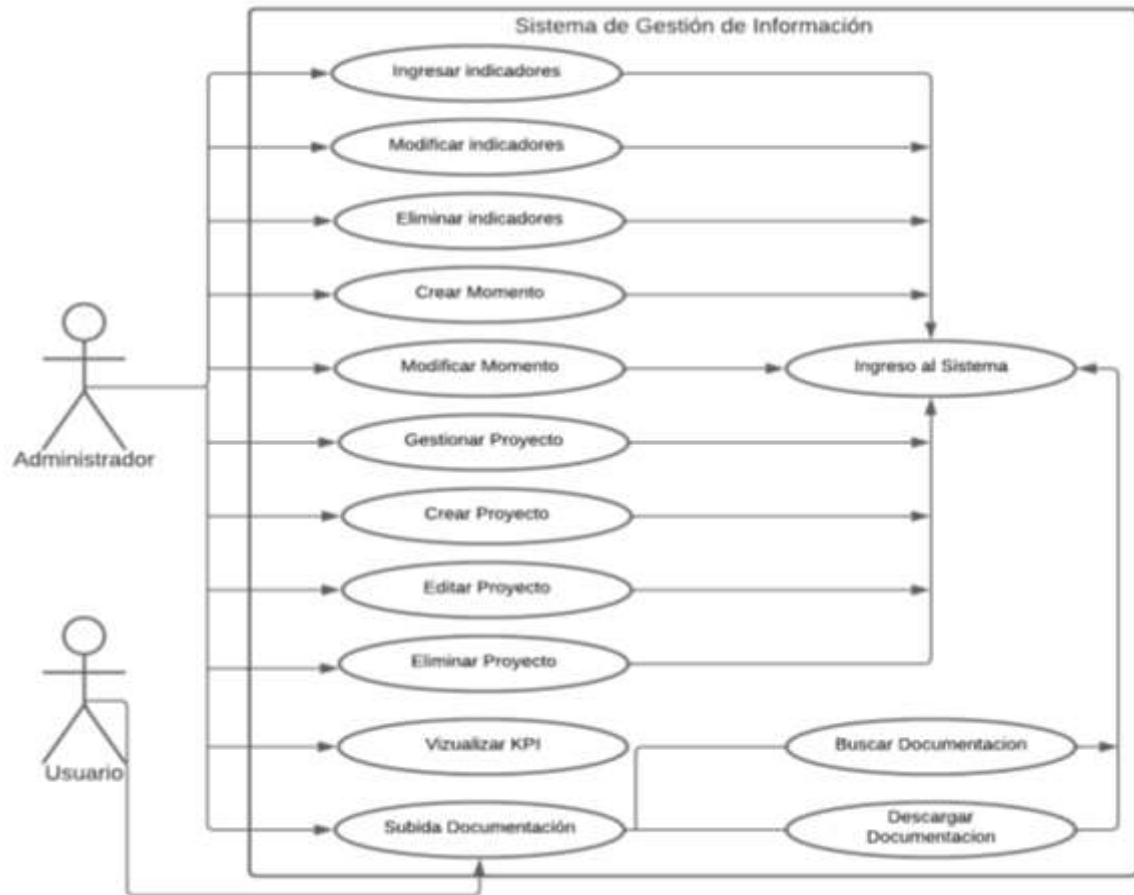 Sistema de Gestión de Información
Ingresar indicadores
Modificar indicadores
Eliminar indicadores
Crear Momento
Modificar Momento
Ingreso al Sistema
Gestionar Proyecto
Administrador
Crear Proyecto
Editar Proyecto
Eliminar Proyecto
Vizualizar KPI
Buscar Documentacion
Usuario
Subida Documentación
Descargar
Documentacion